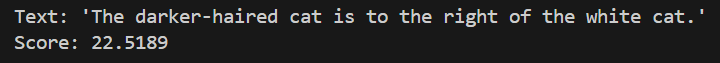 Text: 'The darker-haired cat is to the right of the white cat.'
Score: 22.5189